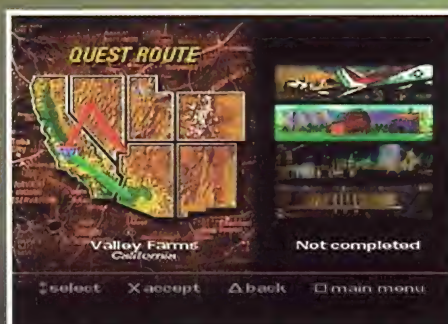 QUEST ROUTE
Valley Farms
California
Not completed
select X accept △ back □ main menu